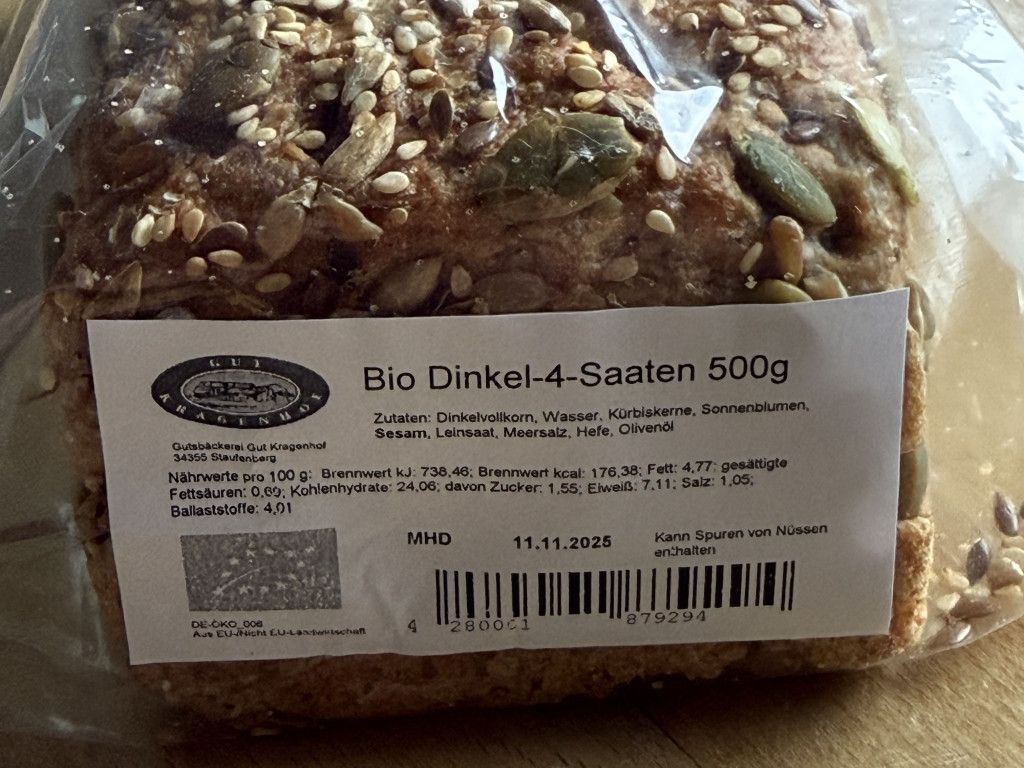 GUT
KRAGENHOF
Bio Dinkel-4-Saaten 500g
Zutaten: Dinkelvollkorn, Wasser, Kürbiskerne, Sonnenblumen,
Sesam, Leinsaat, Meersalz, Hefe, Olivenöl
Gutsbäckerei Gut Kragenhof
34355 Staufenberg
Nährwerte pro 100 g: Brennwert kJ: 738,46; Brennwert kcal: 176,38; Fett: 4,77; gesättigte
Fettsäuren: 0,60; Kohlenhydrate: 24,06; davon Zucker: 1,55; Eiweiß: 7,11; Salz: 1,05;
Ballaststoffe: 4,01
MHD 11.11.2025 Kann Spuren von Nüssen
enthalten
DE-ÖKO_006
Aus EU-/Nicht EU-Landwirtschaft
4 280001 879294